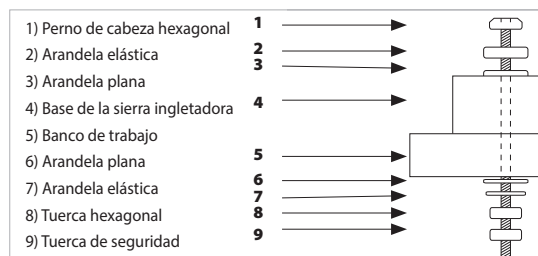 1) Perno de cabeza hexagonal
2) Arandela elástica
3) Arandela plana
4) Base de la sierra ingletadora
5) Banco de trabajo
6) Arandela plana
7) Arandela elástica
8) Tuerca hexagonal
9) Tuerca de seguridad
1
2
3
4
5
6
7
8
9